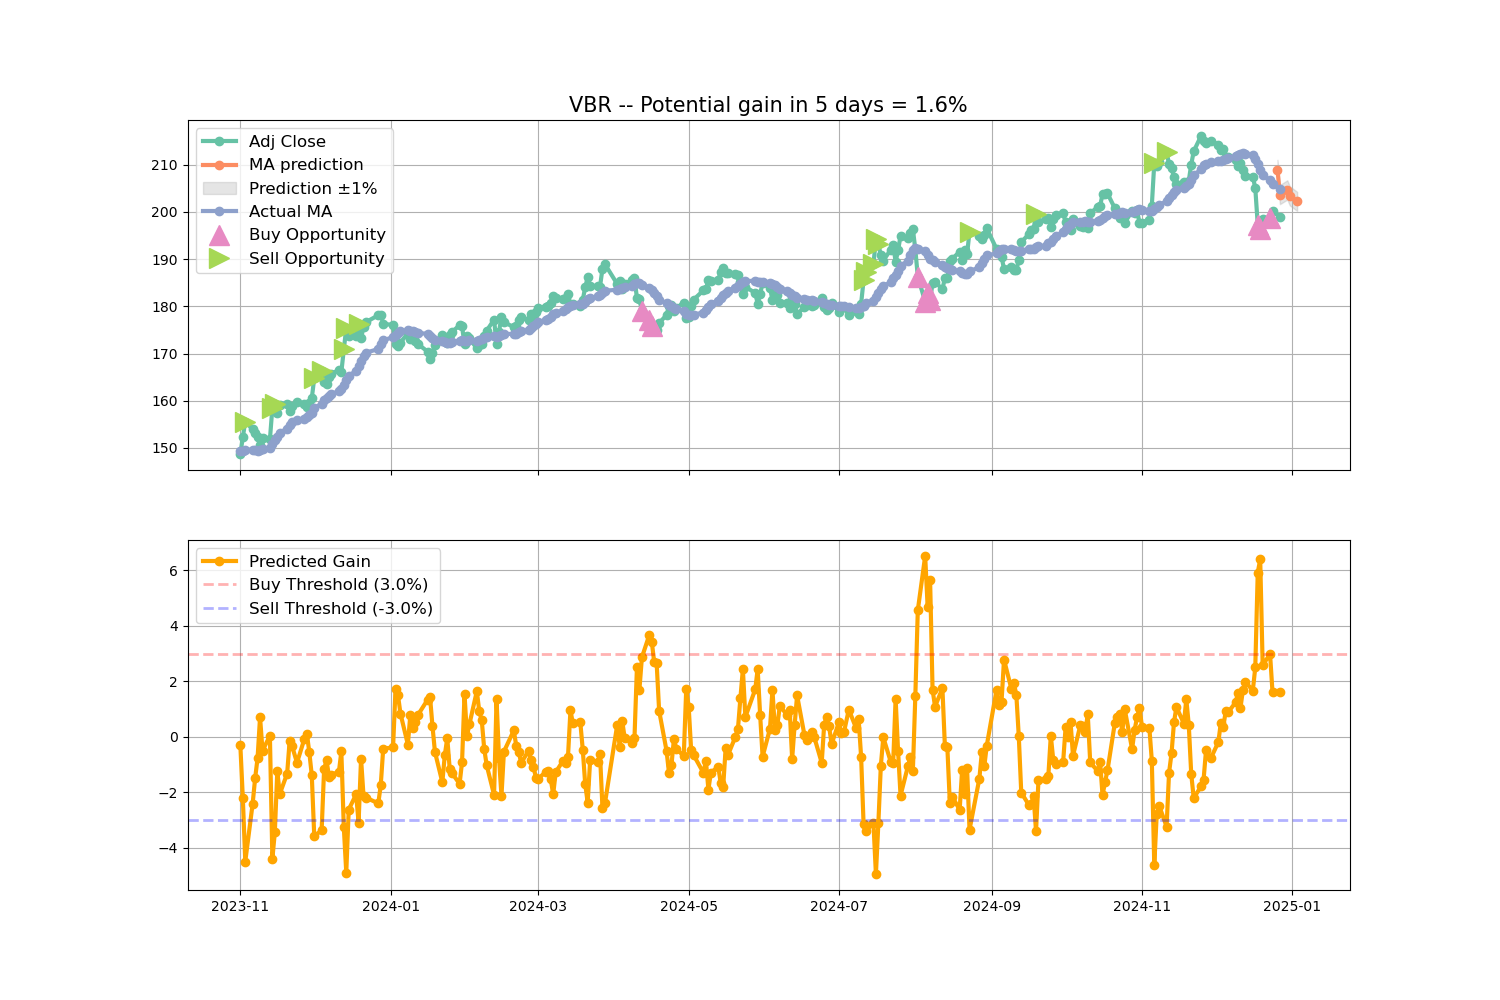 VBR -- Potential gain in 5 days = 1.6%
Adj Close
MA prediction
Prediction ±1%
Actual MA
Buy Opportunity
Sell Opportunity
210
200
190
180
170
160
150
Predicted Gain
Buy Threshold (3.0%)
Sell Threshold (-3.0%)
6
4
2
0
−2
−4
2023-11 2024-01 2024-03 2024-05 2024-07 2024-09 2024-11 2025-01